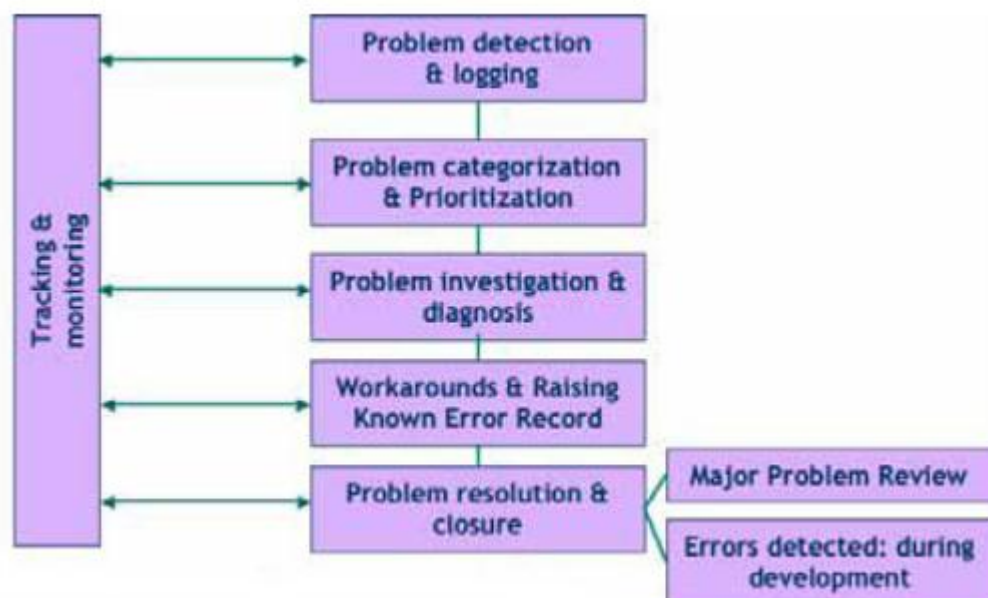 Tracking &
monitoring
Problem detection
& logging
Problem categorization
& Prioritization
Problem investigation &
diagnosis
Workarounds & Raising
Known Error Record
Problem resolution &
closure
Major Problem Review
Errors detected: during
development